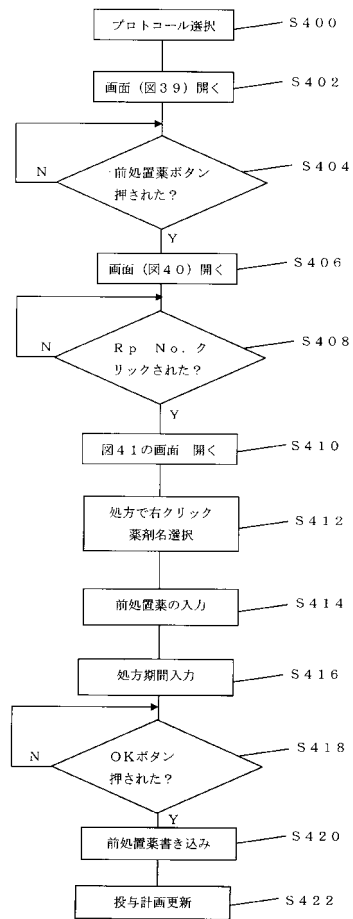 プロトコール選択
S400
画面(図39)開く
S402
前処置薬ボタン
押された?
S404
N
Y
画面(図40)開く
S406
Rp No.ク
リックされた?
S408
N
Y
図41の画面 開く
S410
処方で右クリック
薬剤名選択
S412
前処置薬の入力
S414
処方期間入力
S416
OKボタン
押された?
S418
N
Y
前処置薬書き込み
S420
投与計画更新
S422